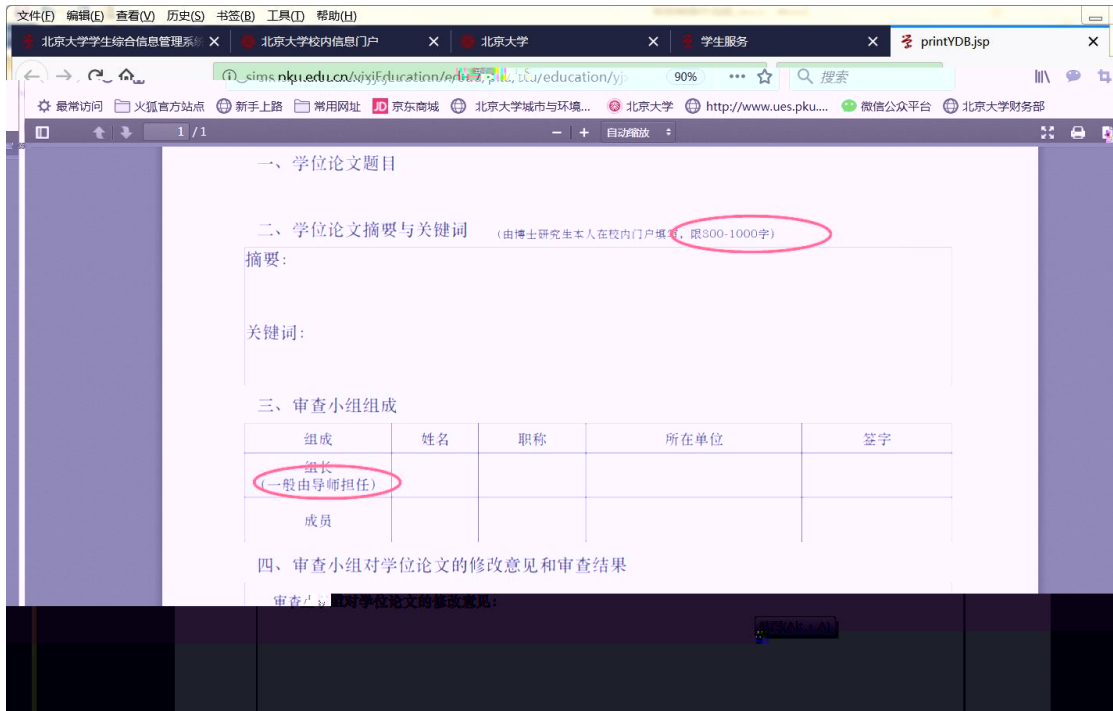 文件(F) 编辑(E) 查看(V) 历史(S) 书签(B) 工具(T) 帮助(H)
北京大学学生综合信息管理系统 北京大学校内信息门户 北京大学 学生服务 printYDB.jsp
sims.pku.edu.cn 90% 搜索
最常访问 火狐官方站点 新手上路 常用网址 京东商城 北京大学城市与环境... 北京大学 http://www.ues.pku.... 微信公众平台 北京大学财务部
1 / 1 自动缩放
一、学位论文题目
二、学位论文摘要与关键词 (由博士研究生本人在校内门户填写, 限800-1000字)
摘要:
关键词:
三、审查小组组成
组成 姓名 职称 所在单位 签字
组长
(一般由导师担任)
成员
四、审查小组对学位论文的修改意见和审查结果
审查小组对学位论文的修改意见: